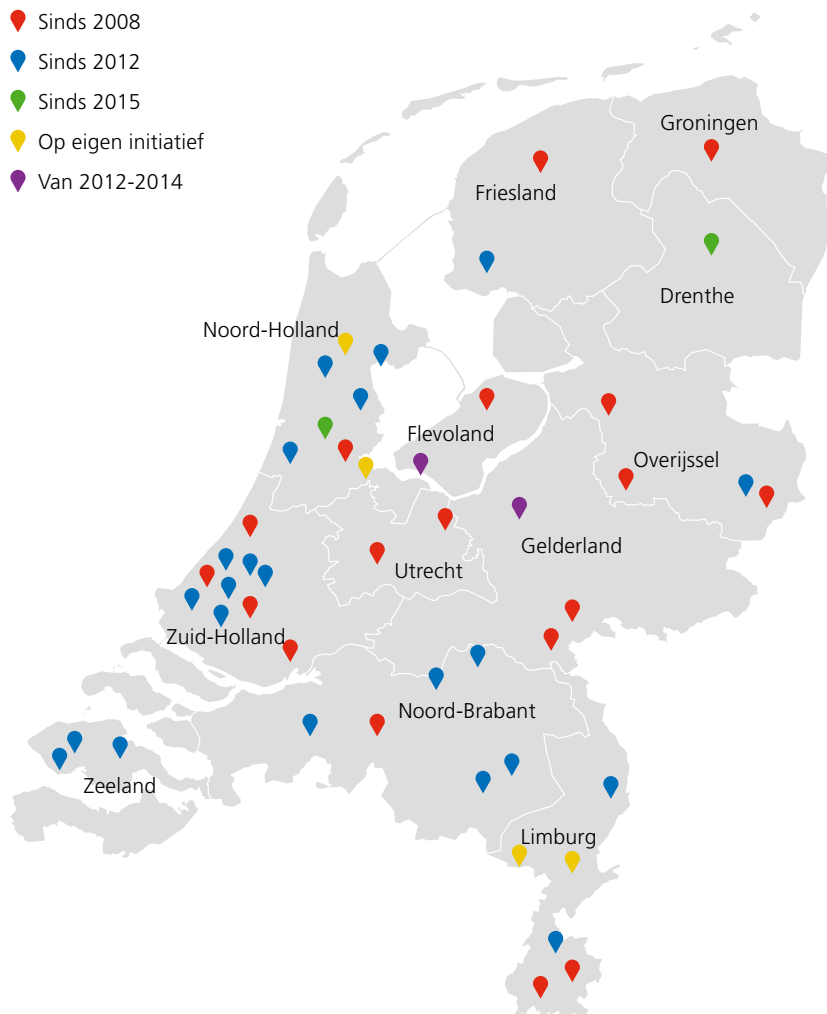 Sinds 2008
Sinds 2012
Sinds 2015
Op eigen initiatief
Van 2012-2014
Groningen
Friesland
Drenthe
Noord-Holland
Flevoland
Overijssel
Gelderland
Utrecht
Zuid-Holland
Noord-Brabant
Zeeland
Limburg